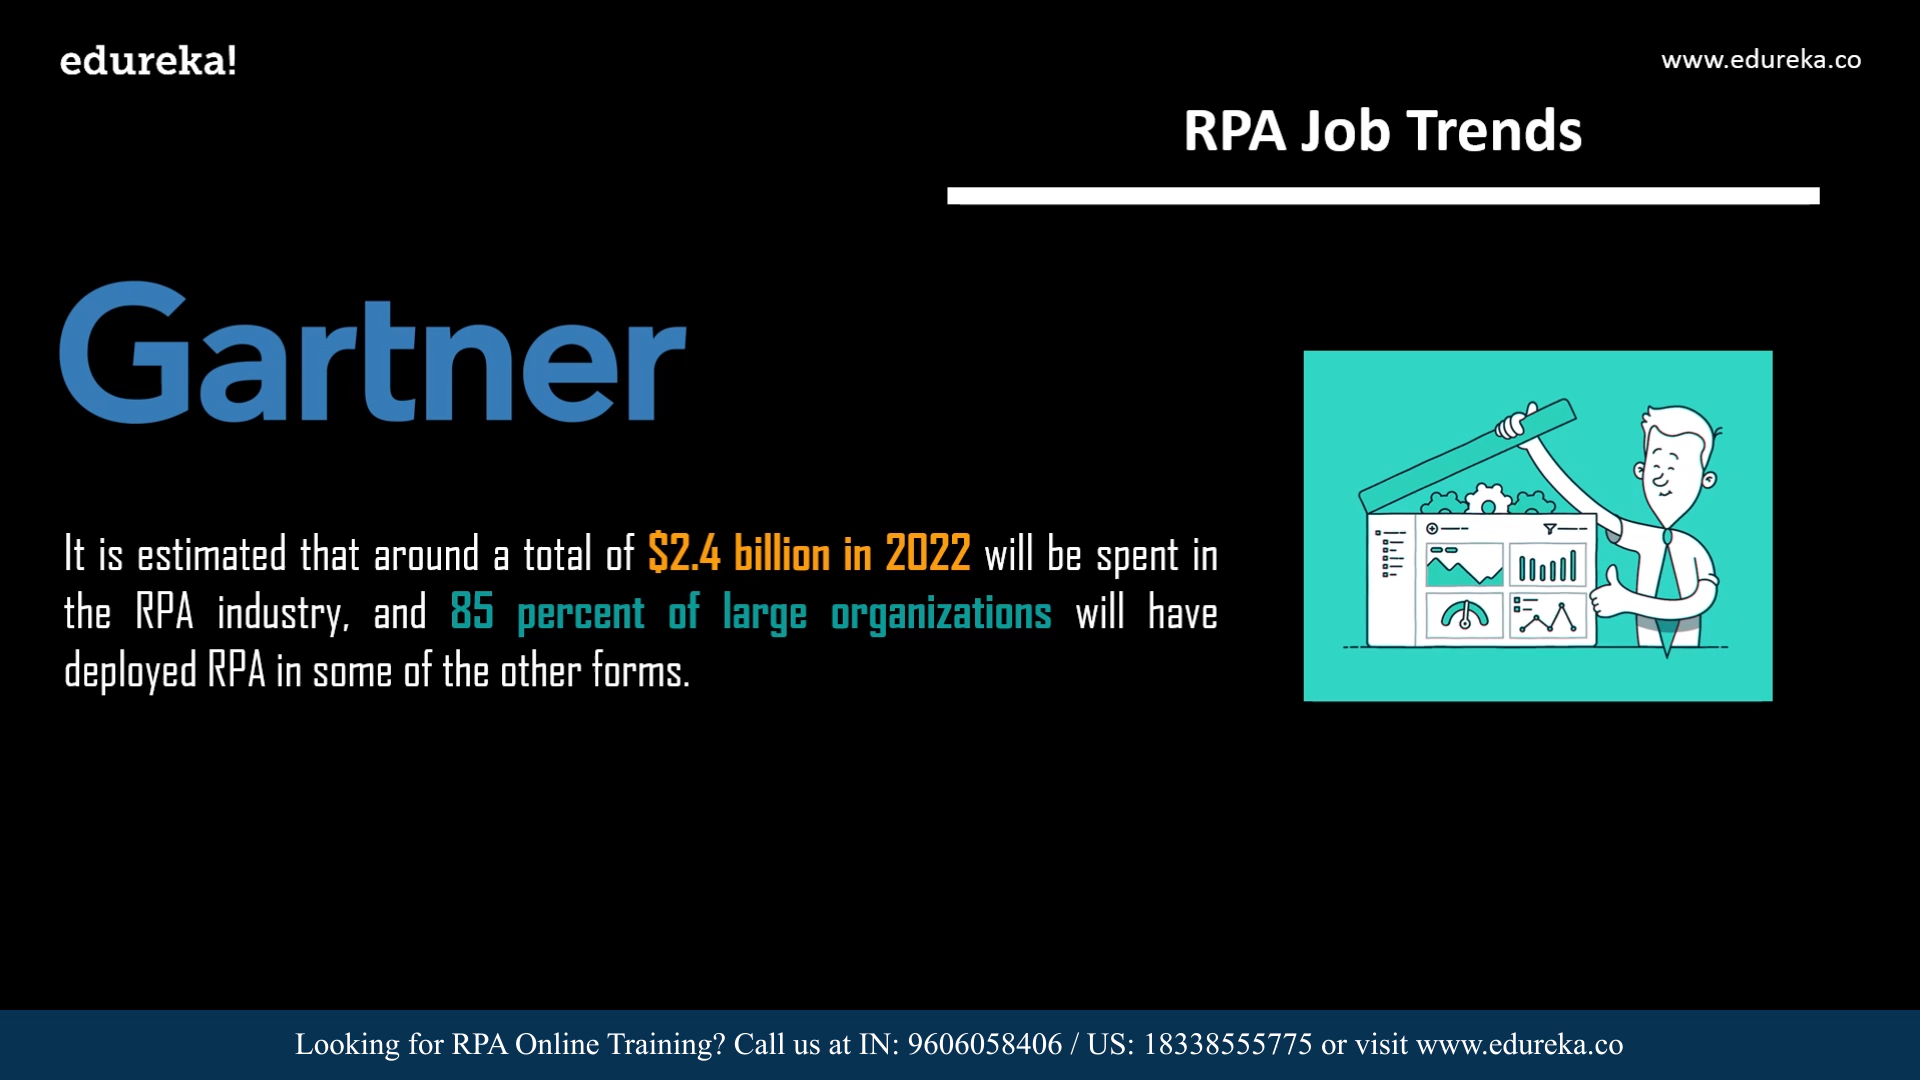 edureka!
www.edureka.co
RPA Job Trends
Gartner
It is estimated that around a total of $2.4 billion in 2022 will be spent in
the RPA industry, and 85 percent of large organizations will have
deployed RPA in some of the other forms.
Looking for RPA Online Training? Call us at IN: 9606058406 / US: 18338555775 or visit www.edureka.co